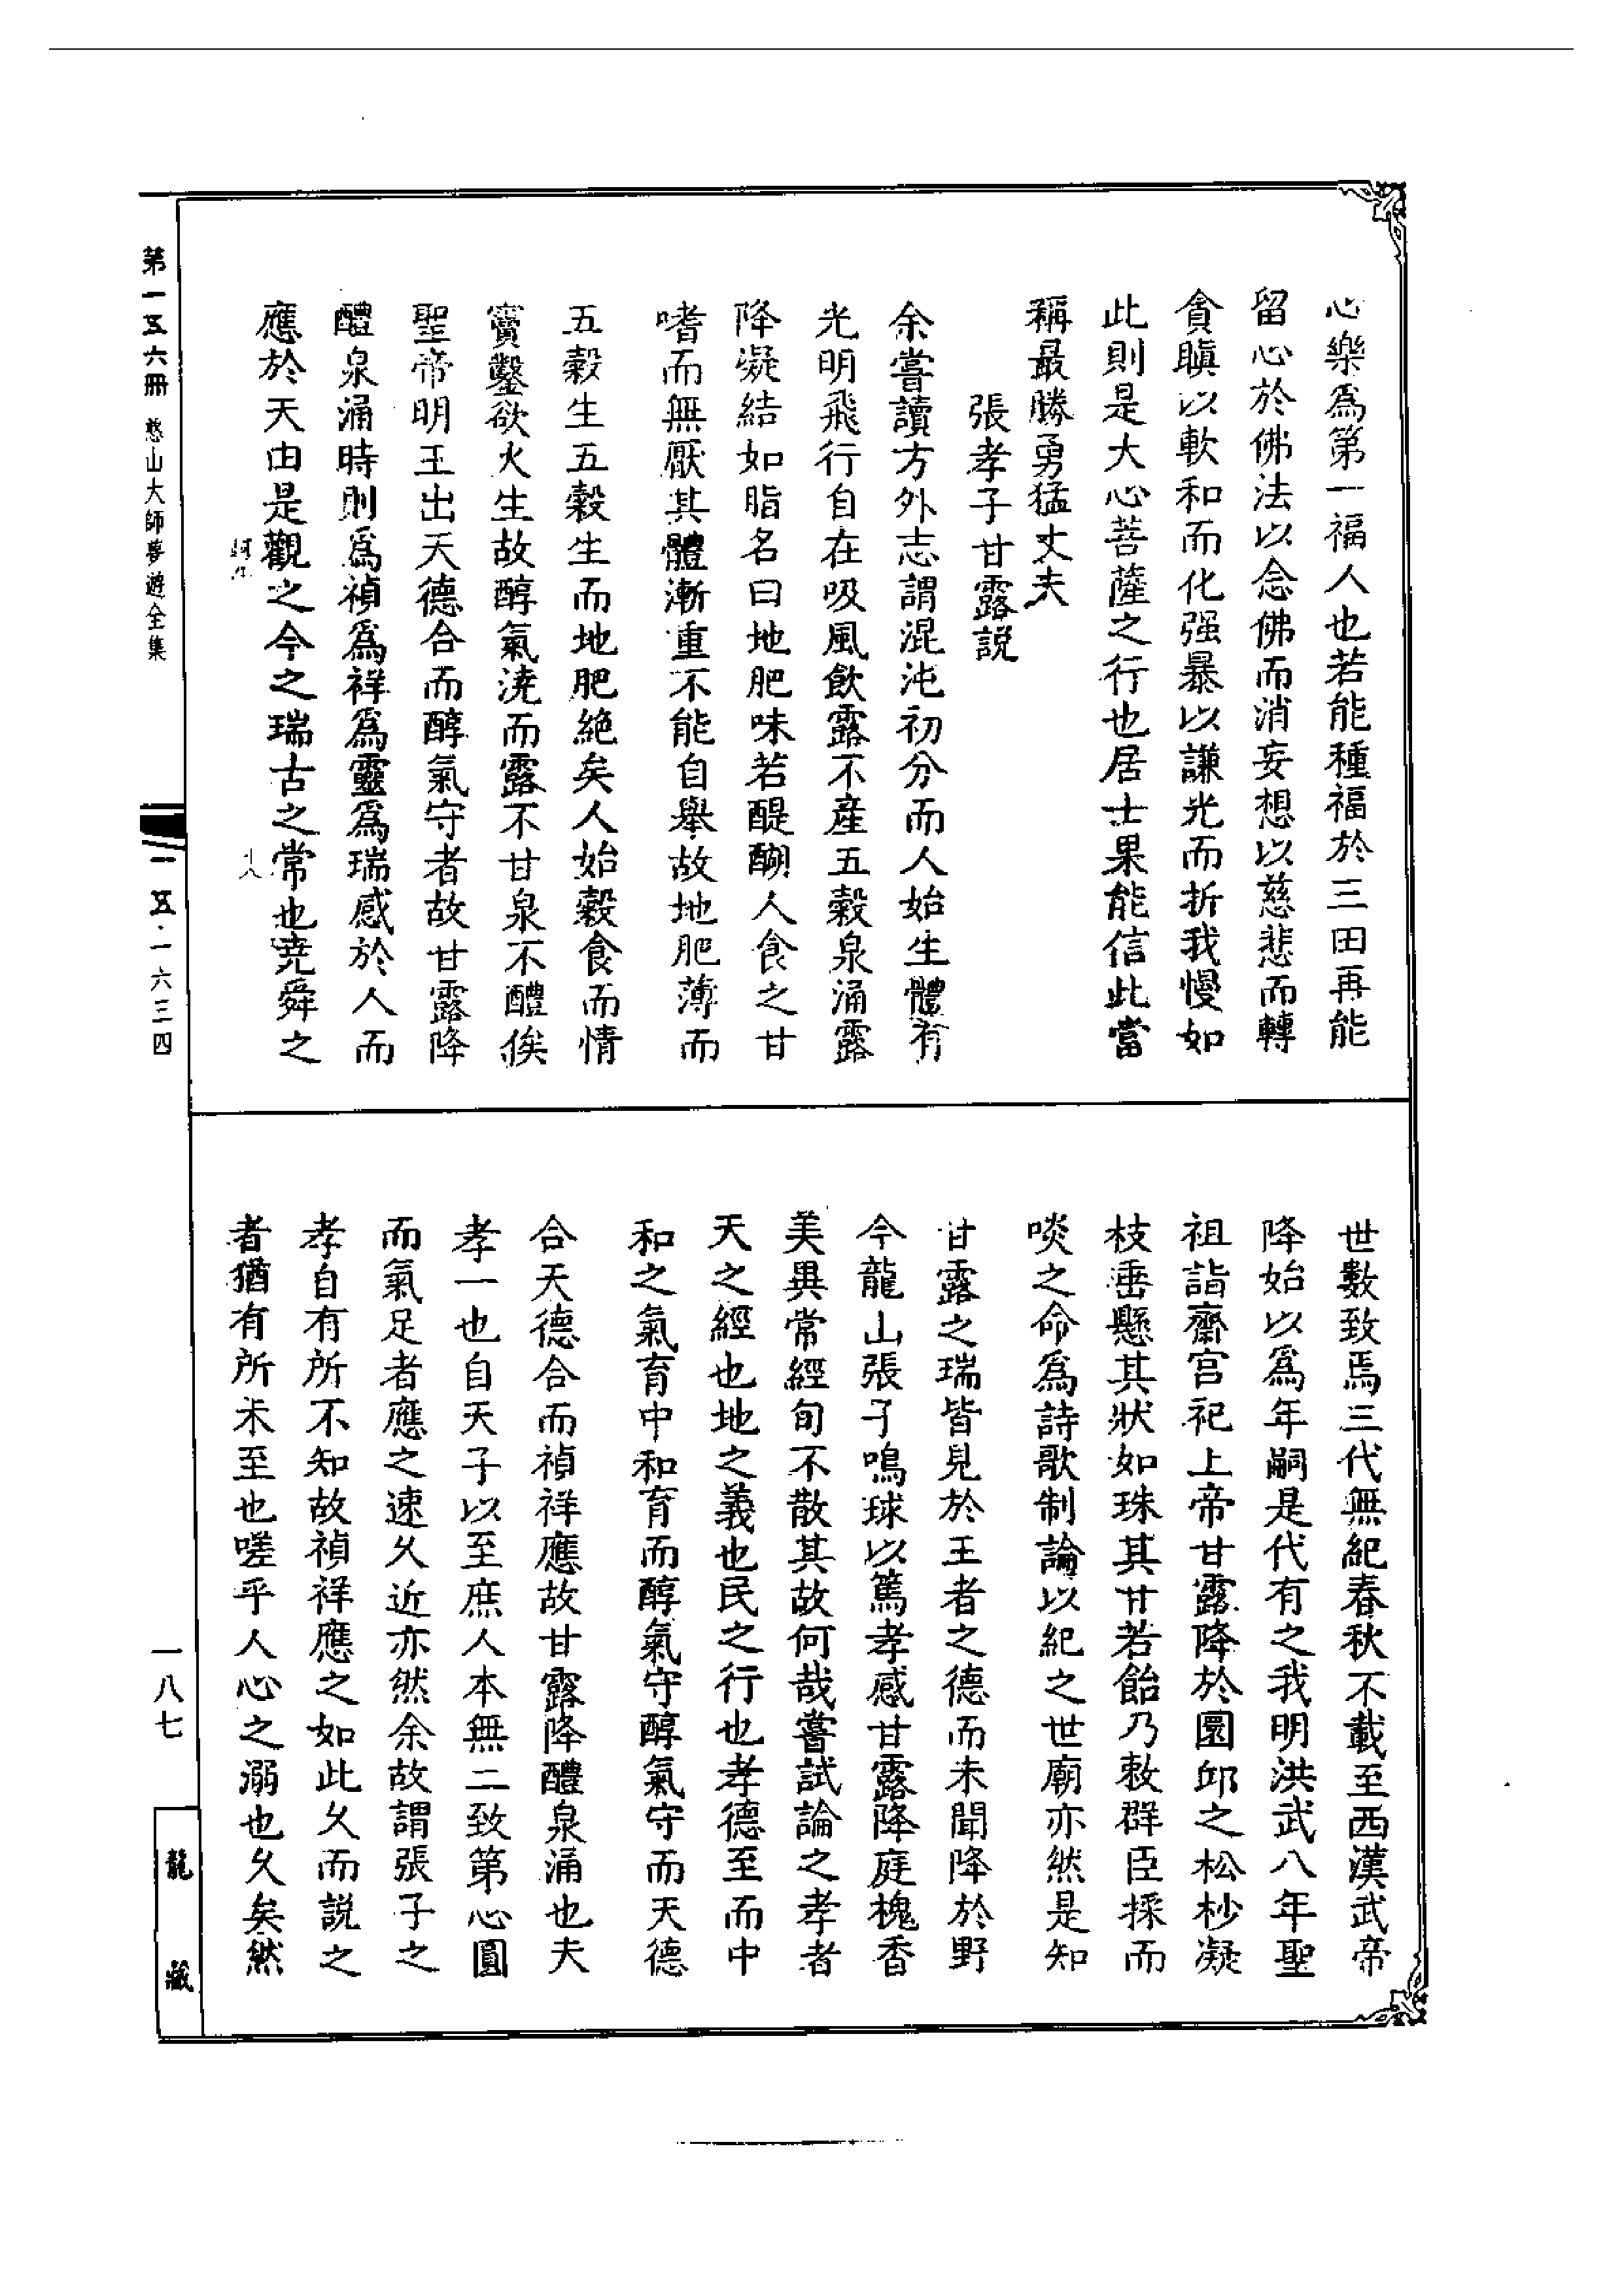 心樂爲第一福人也若能種福於三田再能
留心於佛法以念佛而消妄想以慈悲而轉
貪瞋以軟和而化强暴以謙光而折我慢如
此則是大心菩薩之行也居士果能信此當
稱最勝勇猛丈夫
張孝子甘露説
余嘗讀方外志謂混沌初分而人始生體有
光明飛行自在吸風飲露不産五穀泉涌露
降凝結如脂名曰地肥味若醍醐人食之甘
嗜而無厭其體漸重不能自舉故地肥薄而
五穀生五穀生而地肥絶矣人始穀食而情
竇鑿欲火生故醇氣澆而露不甘泉不醴俟
聖帝明王出天德合而醇氣守者故甘露降
醴泉涌時則爲禎爲祥爲靈爲瑞感於人而
應於天由是觀之今之瑞古之常也堯舜之
世數致焉三代無紀春秋不載至西漢武帝
降始以爲年嗣是代有之我明洪武八年聖
祖詣齋宫祀上帝甘露降於圜邱之松杪凝
枝垂懸其狀如珠其甘若飴乃敕群臣採而
啖之命爲詩歌制論以紀之世廟亦然是知
甘露之瑞皆見於王者之德而未聞降於野
今龍山張子鳴球以篤孝感甘露降庭槐香
美異常經旬不散其故何哉嘗試論之孝者
天之經也地之義也民之行也孝德至而中
和之氣育中和育而醇氣守醇氣守而天德
合天德合而禎祥應故甘露降醴泉涌也夫
孝一也自天子以至庶人本無二致第心圓
而氣足者應之速久近亦然余故謂張子之
孝自有所不知故禎祥應之如此久而説之
者猶有所未至也嗟乎人心之溺也久矣然
第一五六冊 憨山大師夢遊全集
一五·一六三四
一八七
龍藏